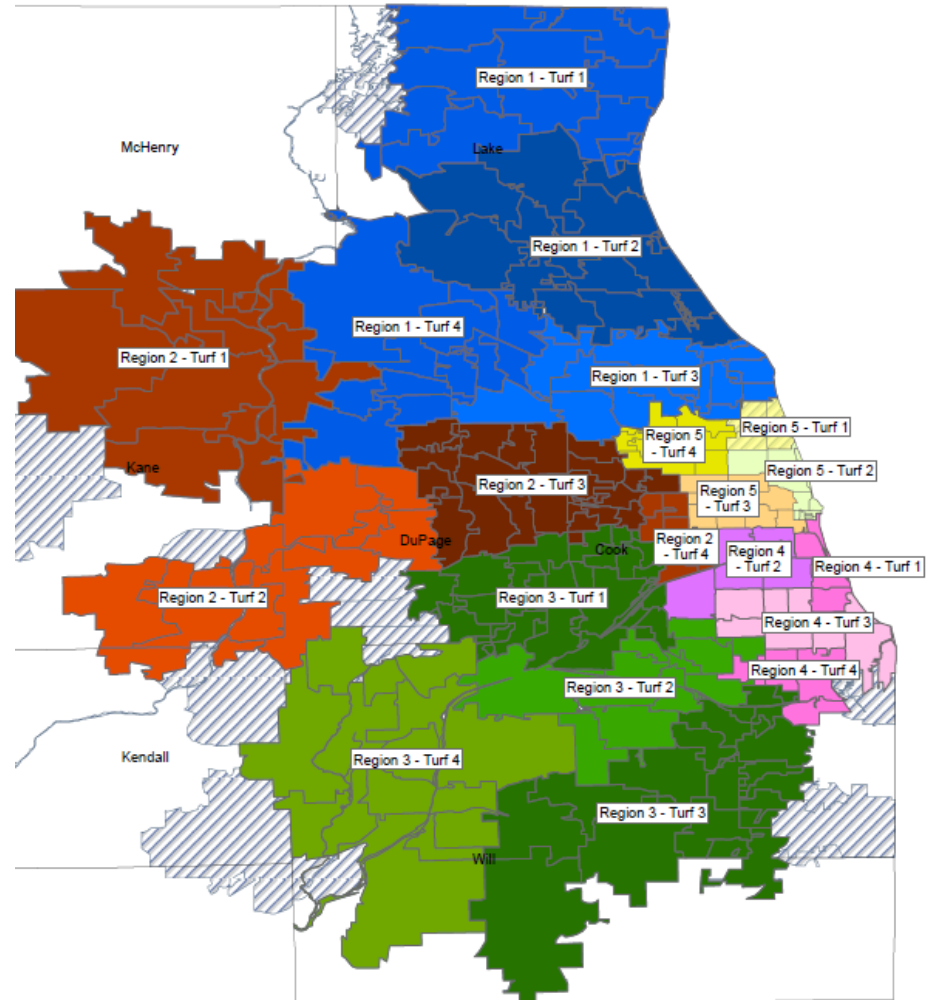 Region 1 - Turf 1
McHenry
Lake
Region 1 - Turf 2
Region 1 - Turf 4
Region 2 - Turf 1
Region 1 - Turf 3
Region 5 - Turf 1
Region 5
- Turf 4
Kane
Region 5 - Turf 2
Region 2 - Turf 3
Region 5
- Turf 3
DuPage
Cook
Region 2
- Turf 4
Region 4
- Turf 2
Region 4 - Turf 1
Region 2 - Turf 2
Region 3 - Turf 1
Region 4 - Turf 3
Region 4 - Turf 4
Region 3 - Turf 2
Kendall
Region 3 - Turf 4
Region 3 - Turf 3
Will